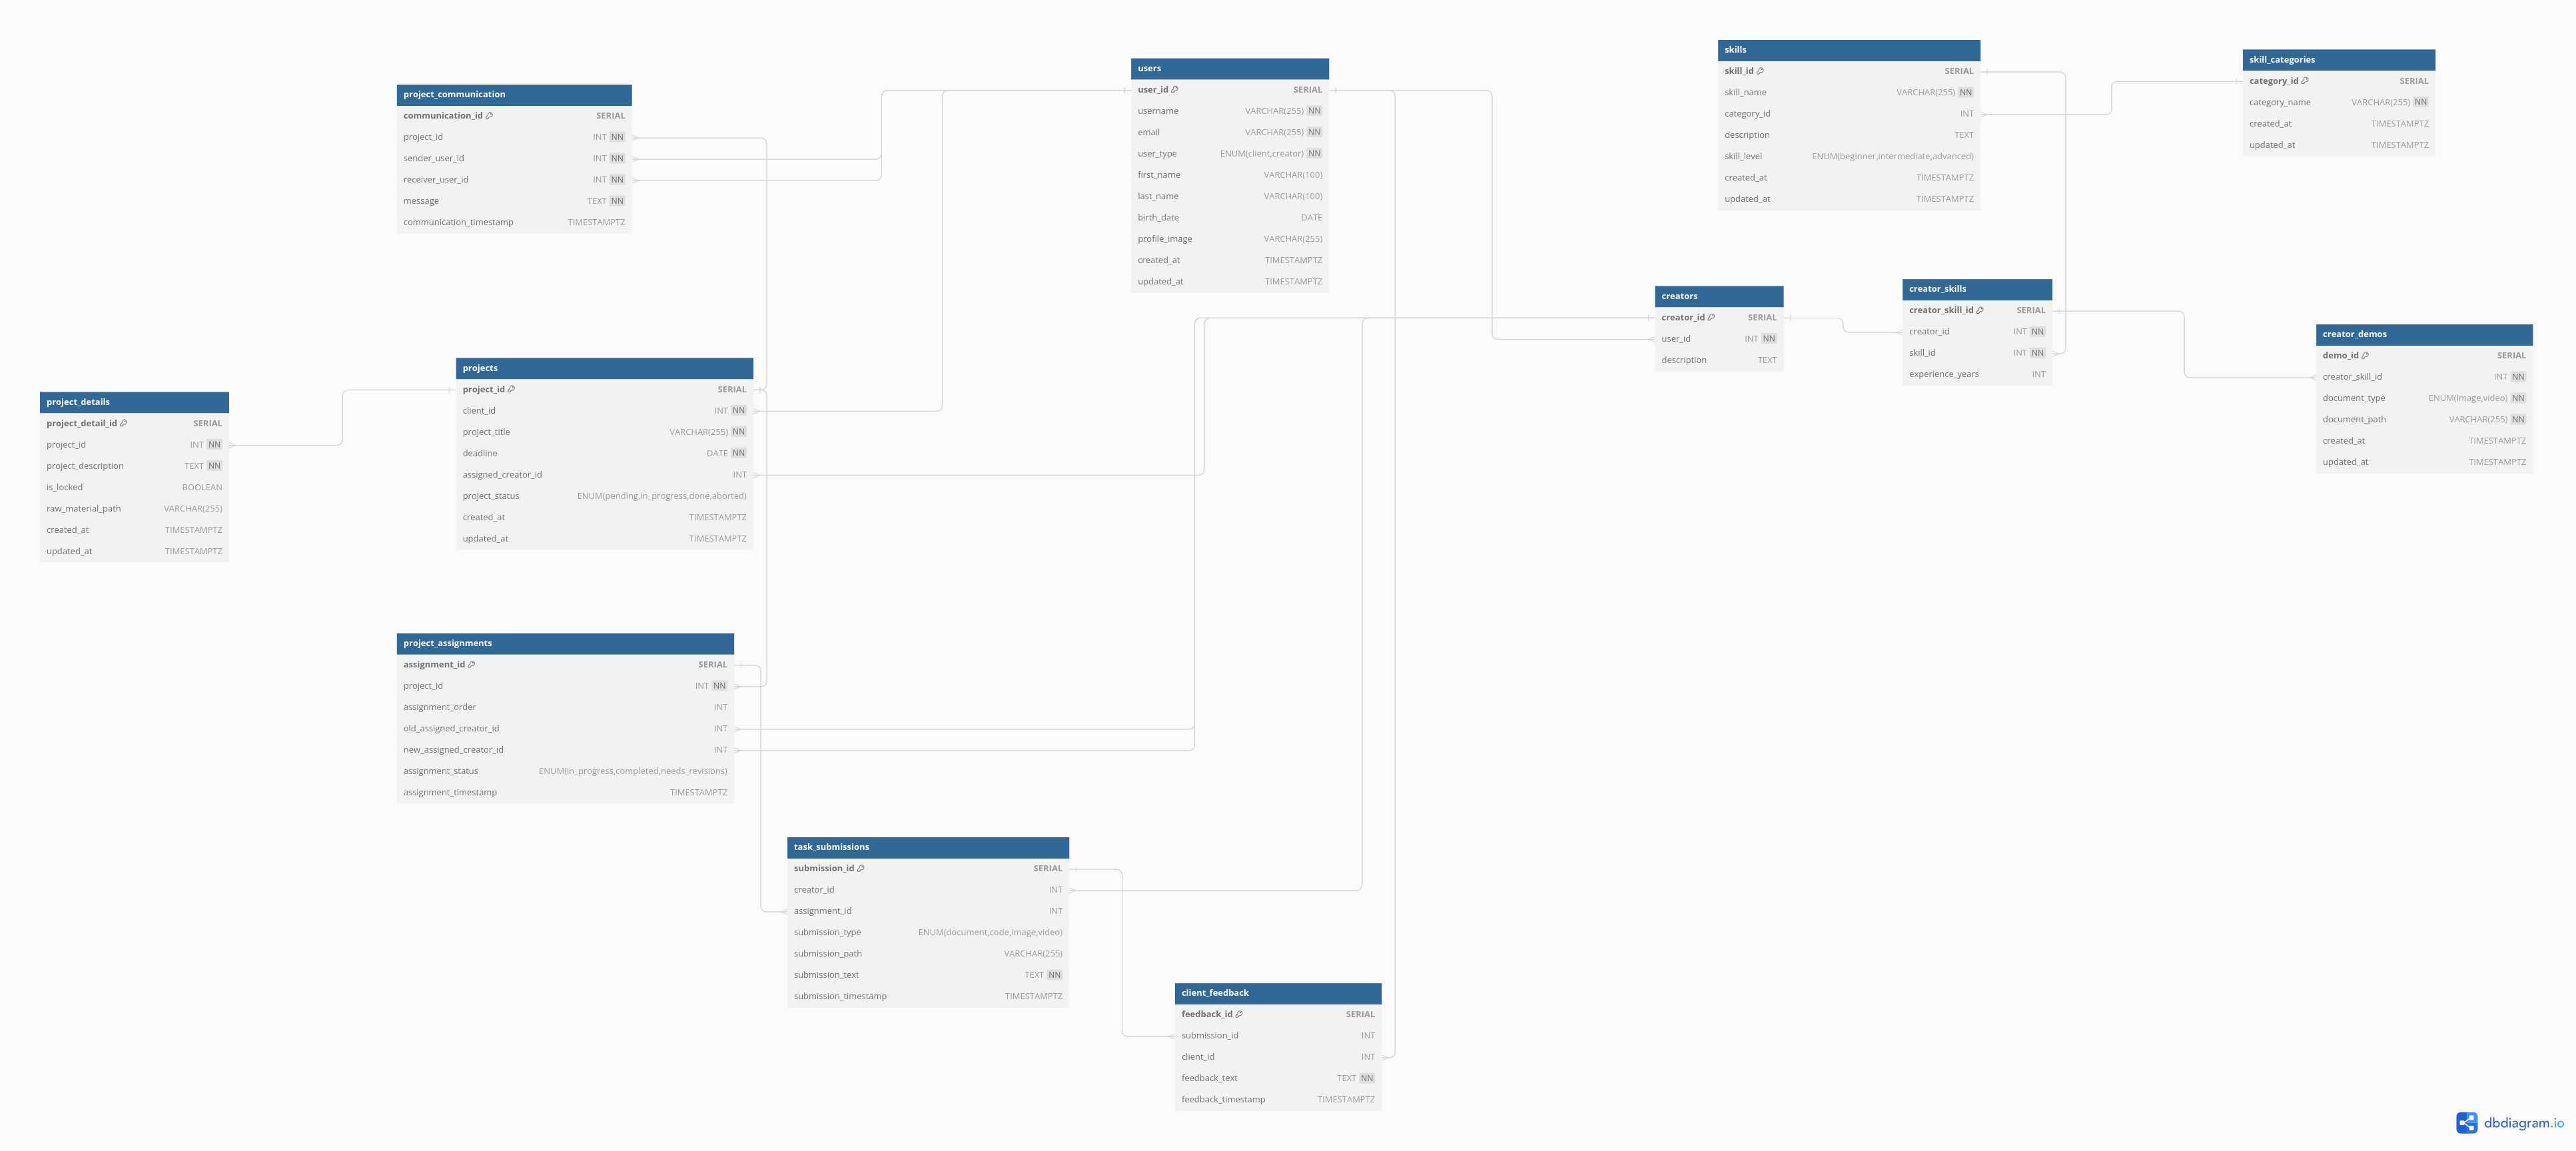 project_communication
communication_id SERIAL
project_id INT NN
sender_user_id INT NN
receiver_user_id INT NN
message TEXT NN
communication_timestamp TIMESTAMPTZ
users
user_id SERIAL
username VARCHAR(255) NN
email VARCHAR(255) NN
user_type ENUM(client,creator) NN
first_name VARCHAR(100)
last_name VARCHAR(100)
birth_date DATE
profile_image VARCHAR(255)
created_at TIMESTAMPTZ
updated_at TIMESTAMPTZ
skills
skill_id SERIAL
skill_name VARCHAR(255) NN
category_id INT
description TEXT
skill_level ENUM(beginner,intermediate,advanced)
created_at TIMESTAMPTZ
updated_at TIMESTAMPTZ
skill_categories
category_id SERIAL
category_name VARCHAR(255) NN
created_at TIMESTAMPTZ
updated_at TIMESTAMPTZ
project_details
project_detail_id SERIAL
project_id INT NN
project_description TEXT NN
is_locked BOOLEAN
raw_material_path VARCHAR(255)
created_at TIMESTAMPTZ
updated_at TIMESTAMPTZ
projects
project_id SERIAL
client_id INT NN
project_title VARCHAR(255) NN
deadline DATE NN
assigned_creator_id INT
project_status ENUM(pending,in_progress,done,aborted)
created_at TIMESTAMPTZ
updated_at TIMESTAMPTZ
creators
creator_id SERIAL
user_id INT NN
description TEXT
creator_skills
creator_skill_id SERIAL
creator_id INT NN
skill_id INT NN
experience_years INT
creator_demos
demo_id SERIAL
creator_skill_id INT NN
document_type ENUM(image,video) NN
document_path VARCHAR(255) NN
created_at TIMESTAMPTZ
updated_at TIMESTAMPTZ
project_assignments
assignment_id SERIAL
project_id INT NN
assignment_order INT
old_assigned_creator_id INT
new_assigned_creator_id INT
assignment_status ENUM(in_progress,completed,needs_revisions)
assignment_timestamp TIMESTAMPTZ
task_submissions
submission_id SERIAL
creator_id INT
assignment_id INT
submission_type ENUM(document,code,image,video)
submission_path VARCHAR(255)
submission_text TEXT NN
submission_timestamp TIMESTAMPTZ
client_feedback
feedback_id SERIAL
submission_id INT
client_id INT
feedback_text TEXT NN
feedback_timestamp TIMESTAMPTZ
dbdiagram.io